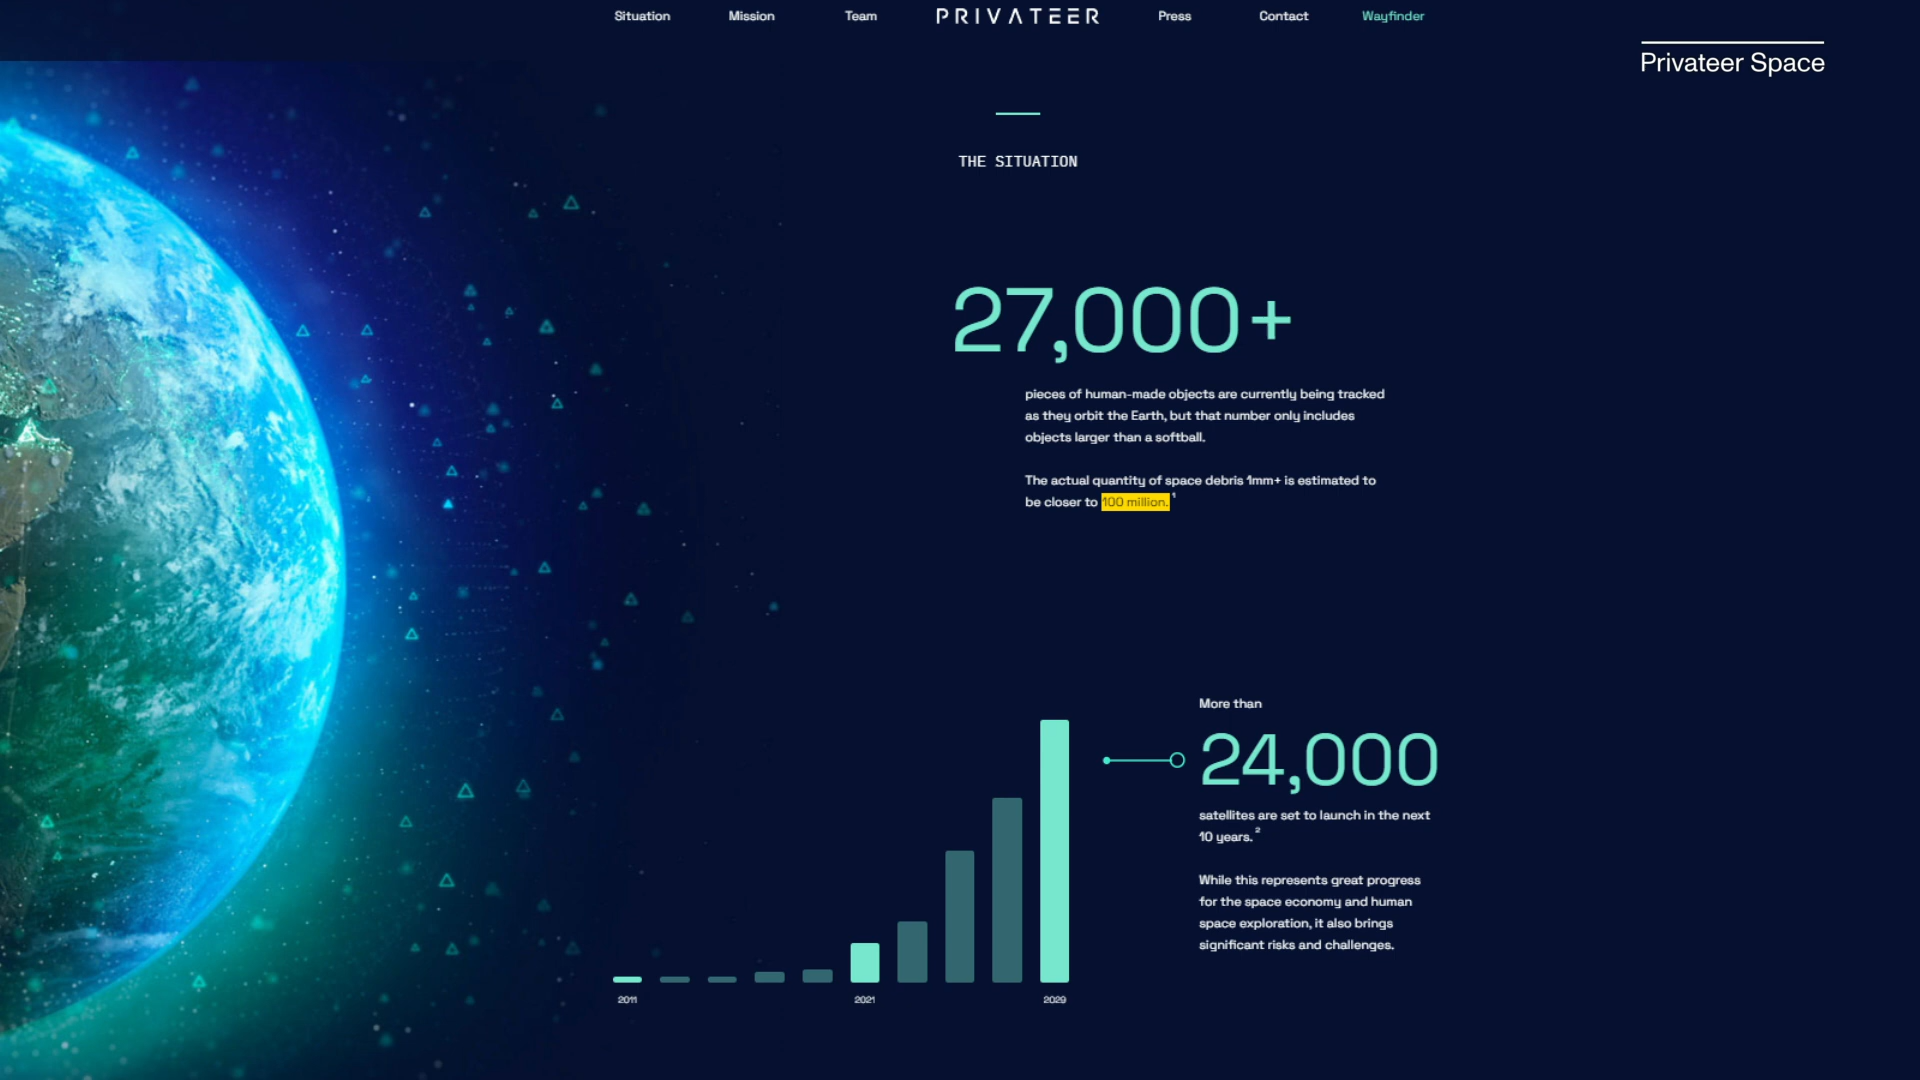 Situation
Mission
Team
PRIVATEER
Press
Contact
Wayfinder
Privateer Space
THE SITUATION
27,000+
pieces of human-made objects are currently being tracked
as they orbit the Earth, but that number only includes
objects larger than a softball.
The actual quantity of space debris 1mm+ is estimated to
be closer to 100 million. 1
More than
24,000
satellites are set to launch in the next
10 years. 2
While this represents great progress
for the space economy and human
space exploration, it also brings
significant risks and challenges.
2011
2021
2029